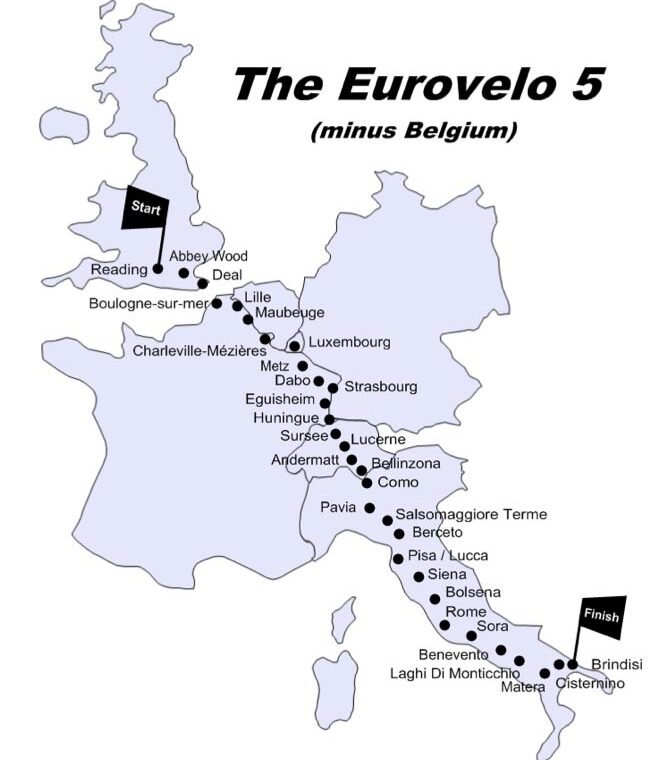 The Eurovelo 5
(minus Belgium)
Start
Abbey Wood
Reading
Deal
Boulogne-sur-mer
Lille
Maubeuge
Charleville-Mézières
Luxembourg
Metz
Dabo
Strasbourg
Eguisheim
Huningue
Sursee
Lucerne
Andermatt
Bellinzona
Como
Pavia
Salsomaggiore Terme
Berceto
Pisa / Lucca
Siena
Bolsena
Rome
Finish
Sora
Benevento
Brindisi
Laghi Di Monticchio
Matera
Cisternino